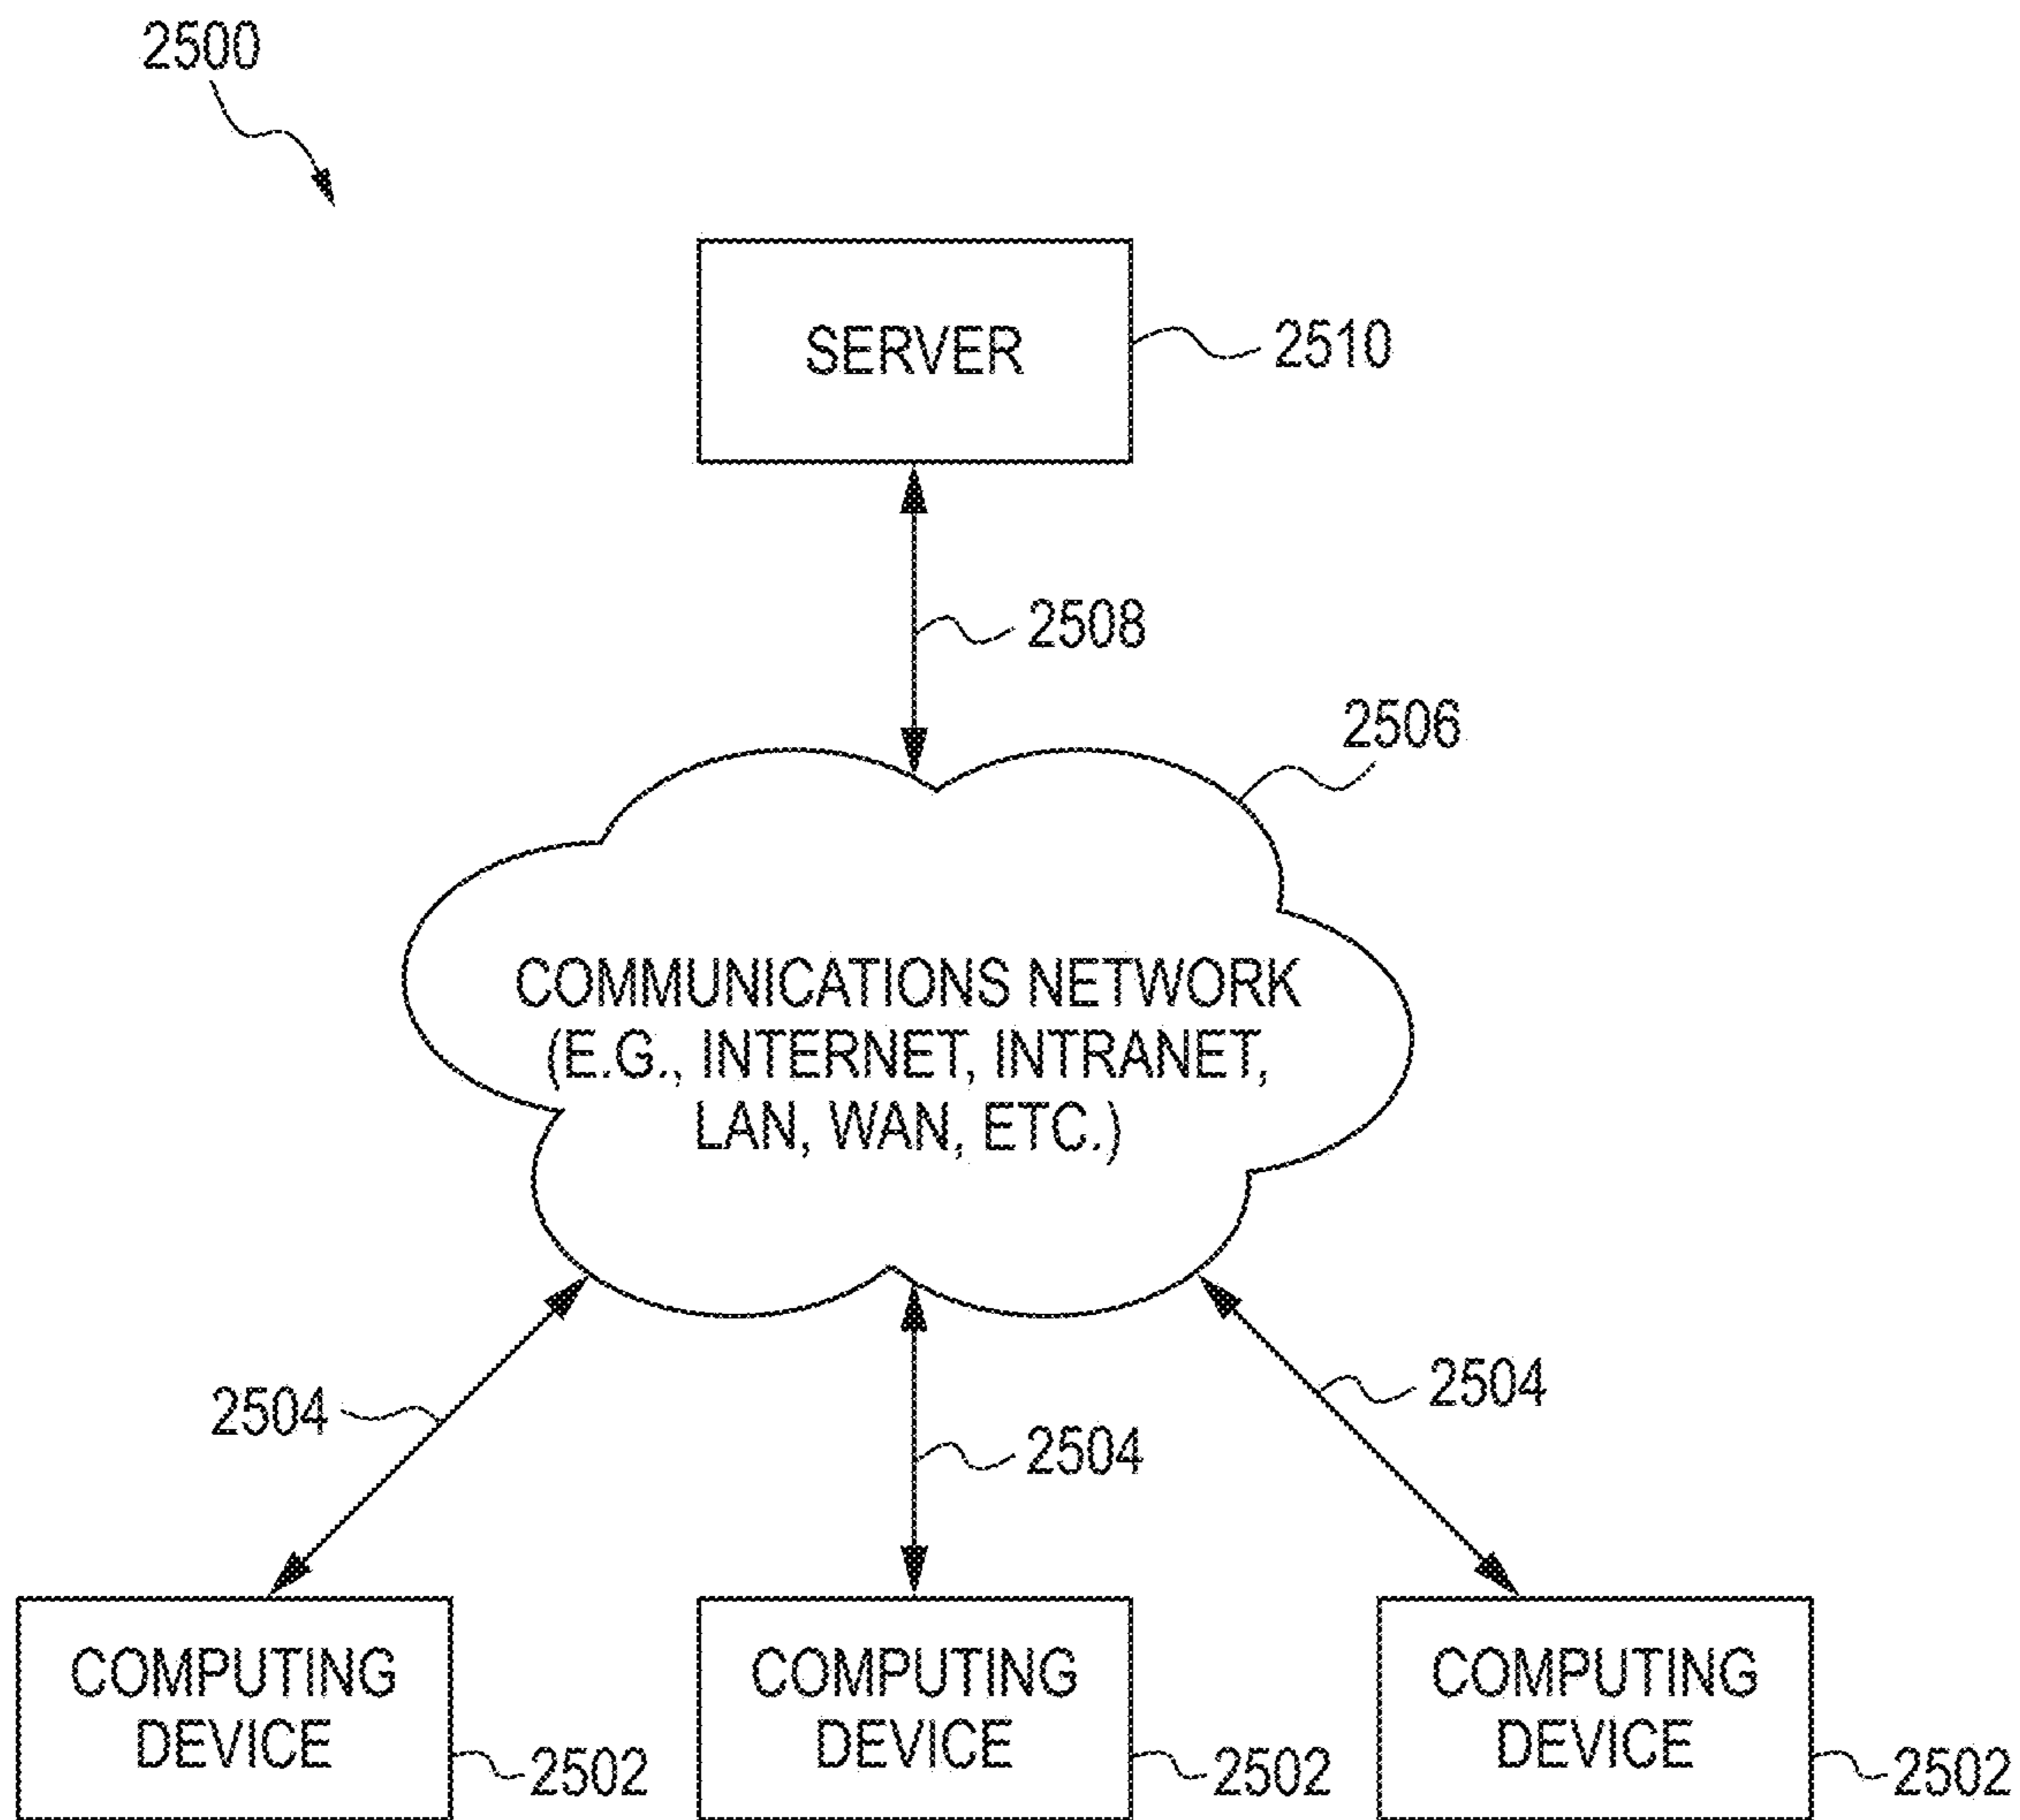 2500
SERVER
2510
2508
2506
COMMUNICATIONS NETWORK
(E.G., INTERNET, INTRANET,
LAN, WAN, ETC.)
2504
2504
2504
COMPUTING
DEVICE
2502
COMPUTING
DEVICE
2502
COMPUTING
DEVICE
2502